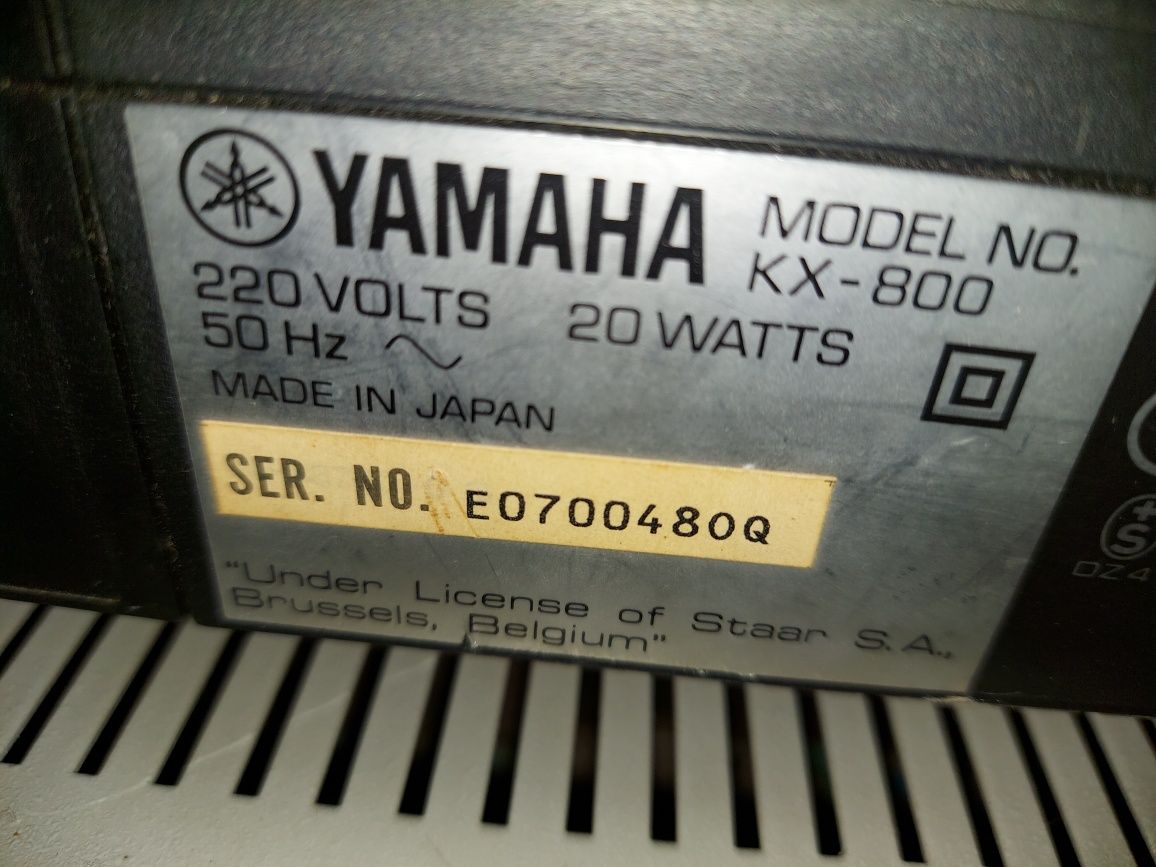 YAMAHA
MODEL NO.
KX-800
220 VOLTS
20 WATTS
50 Hz
MADE IN JAPAN
SER. NO. E0700480Q
"Under License of Staar S.A.,
Brussels, Belgium"
+S
DZ4